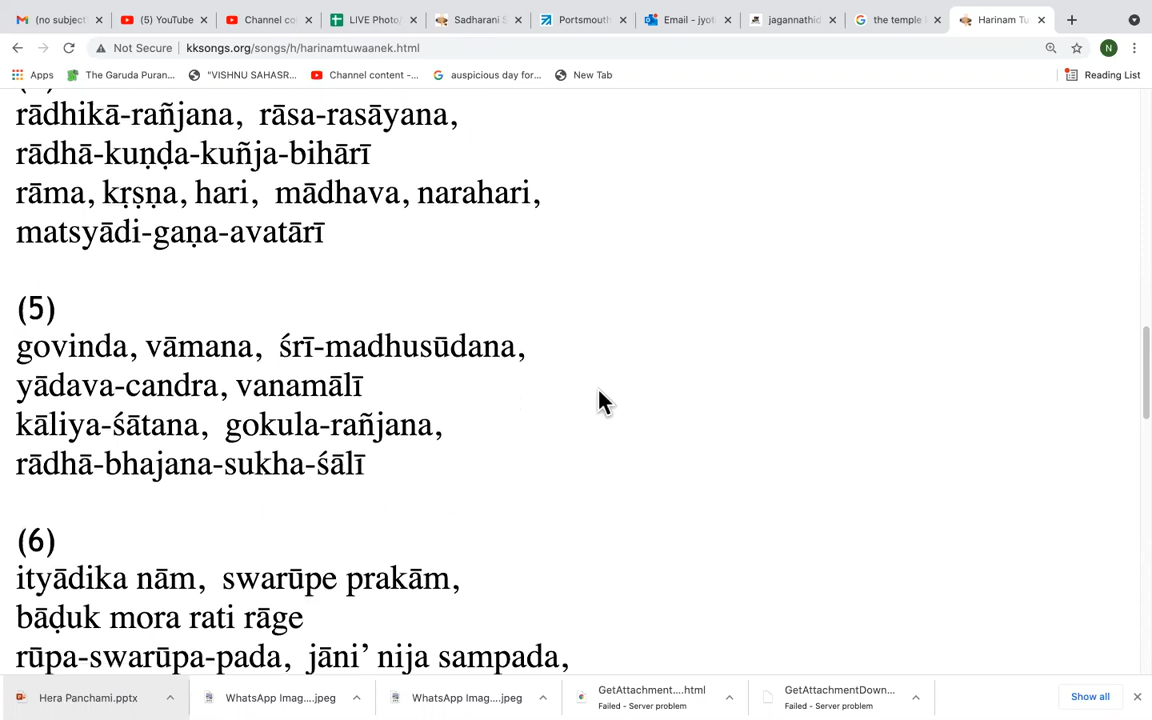 (no subject
(5) YouTube
Channel co
LIVE Photo/
Sadharani S
Portsmouth
Email - jyot
jagannathid
the temple
Harinam Tu
Not Secure
kksongs.org/songs/h/harinamtuwaanek.html
N
Apps
The Garuda Puran...
"VISHNU SAHASR...
Channel content -...
auspicious day for...
New Tab
Reading List
rādhikā-rañjana, rāsa-rasāyana,
rādhā-kuṇḍa-kuñja-bihārī
rāma, kṛṣṇa, hari, mādhava, narahari,
matsyādi-gaṇa-avatārī
(5)
govinda, vāmana, śrī-madhusūdana,
yādava-candra, vanamālī
kāliya-śātana, gokula-rañjana,
rādhā-bhajana-sukha-śālī
(6)
ityādika nām, swarūpe prakām,
bāḍuk mora rati rāge
rūpa-swarūpa-pada, jāni' nija sampada,
Hera Panchami.pptx
WhatsApp Imag....jpeg
WhatsApp Imag....jpeg
GetAttachment....html
Failed - Server problem
GetAttachmentDown...
Failed - Server problem
Show all